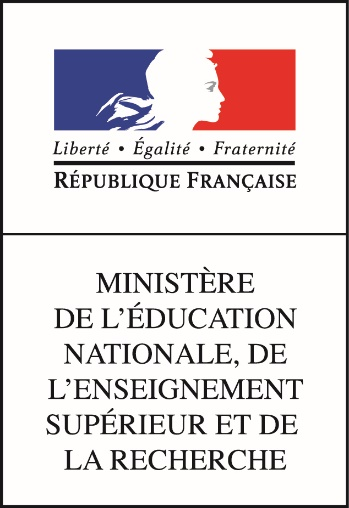 Liberté • Égalité • Fraternité
RÉPUBLIQUE FRANÇAISE
MINISTÈRE
DE L'ÉDUCATION
NATIONALE, DE
L'ENSEIGNEMENT
SUPÉRIEUR ET DE
LA RECHERCHE